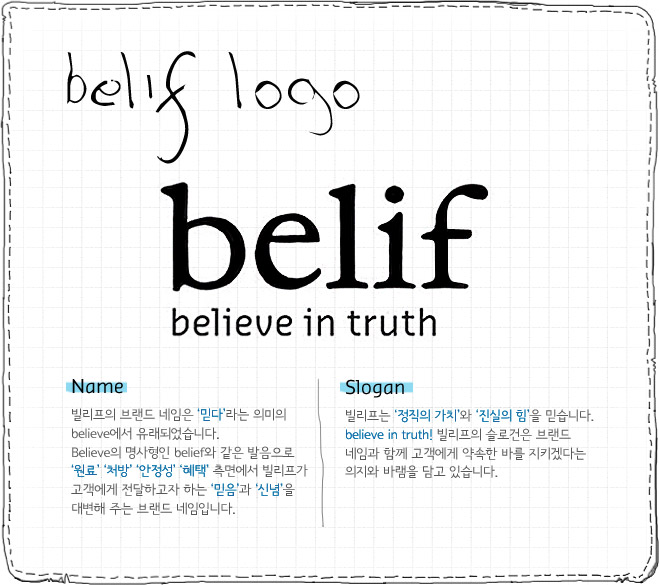 belif logo
belif
believe in truth
Name
빌리프의 브랜드 네임은 ‘믿다’라는 의미의
believe에서 유래되었습니다.
Believe의 명사형인 belief와 같은 발음으로
‘원료’ ‘처방’ ‘안정성’ ‘혜택’ 측면에서 빌리프가
고객에게 전달하고자 하는 ‘믿음’과 ‘신념’을
대변해 주는 브랜드 네임입니다.
Slogan
빌리프는 ‘정직의 가치’와 ‘진실의 힘’을 믿습니다.
believe in truth! 빌리프의 슬로건은 브랜드
네임과 함께 고객에게 약속한 바를 지키겠다는
의지와 바램을 담고 있습니다.